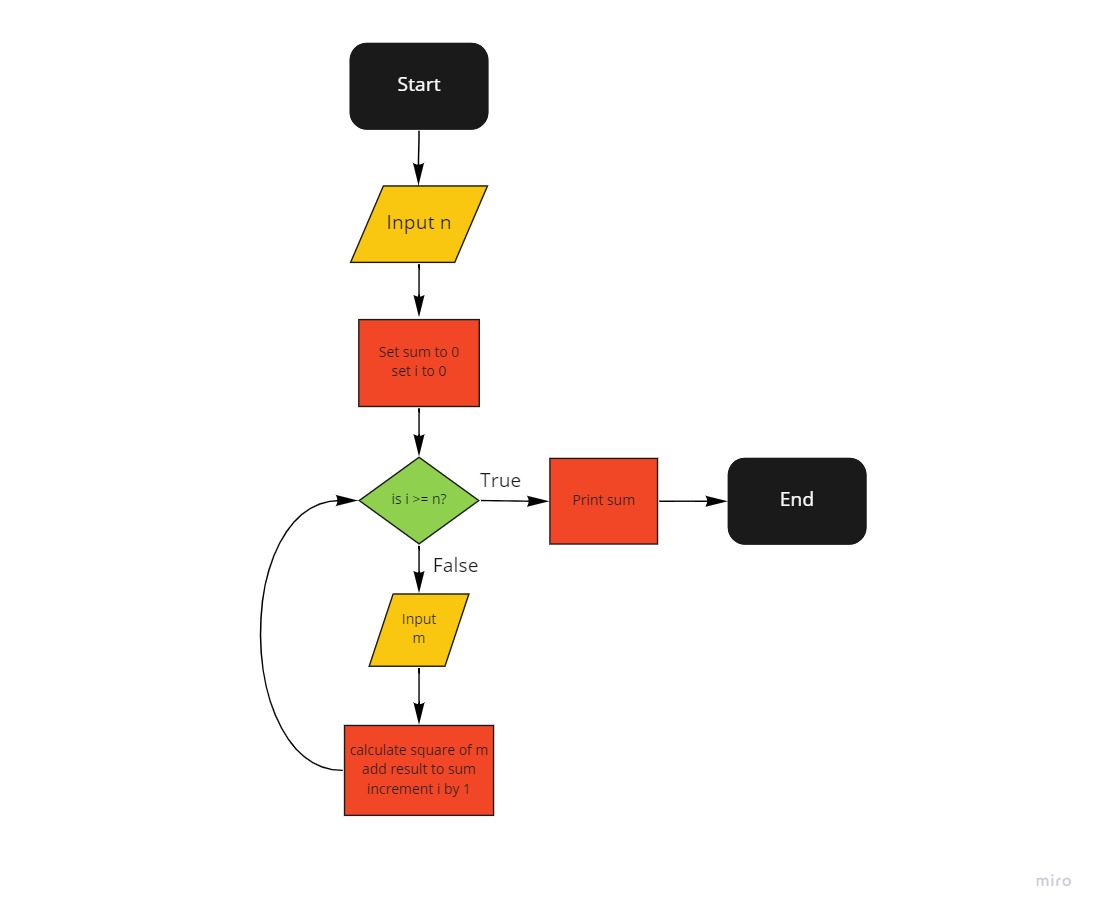 Start
Input n
Set sum to 0
set i to 0
is i >= n?
True
Print sum
End
False
Input
m
calculate square of m
add result to sum
increment i by 1
miro